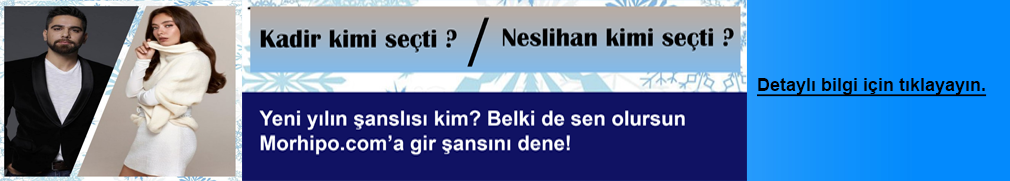 Kadir kimi seçti ? / Neslihan kimi seçti ?
Yeni yılın şanslısı kim? Belki de sen olursun
Morhipo.com’a gir şansını dene!
Detaylı bilgi için tıklayayın.